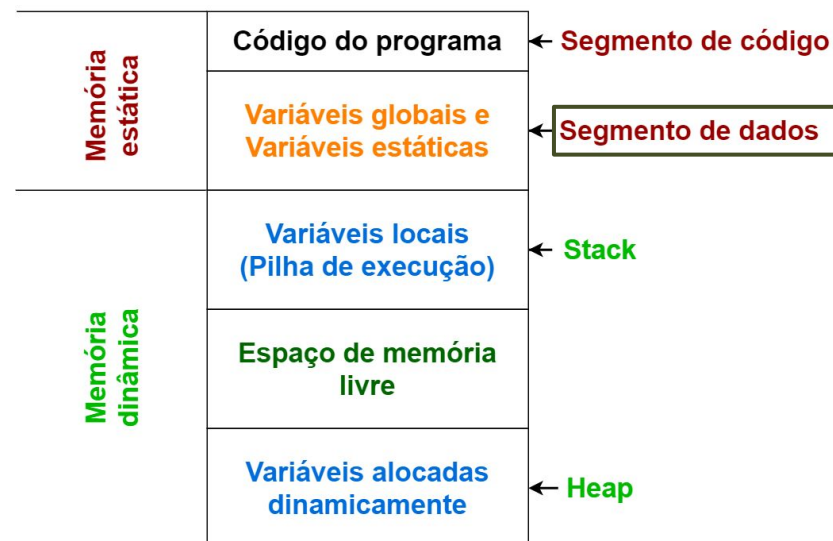 Memória
estática
Código do programa
Segmento de código
Variáveis globais e
Variáveis estáticas
Segmento de dados
Memória
dinâmica
Variáveis locais
(Pilha de execução)
Stack
Espaço de memória
livre
Variáveis alocadas
dinamicamente
Heap